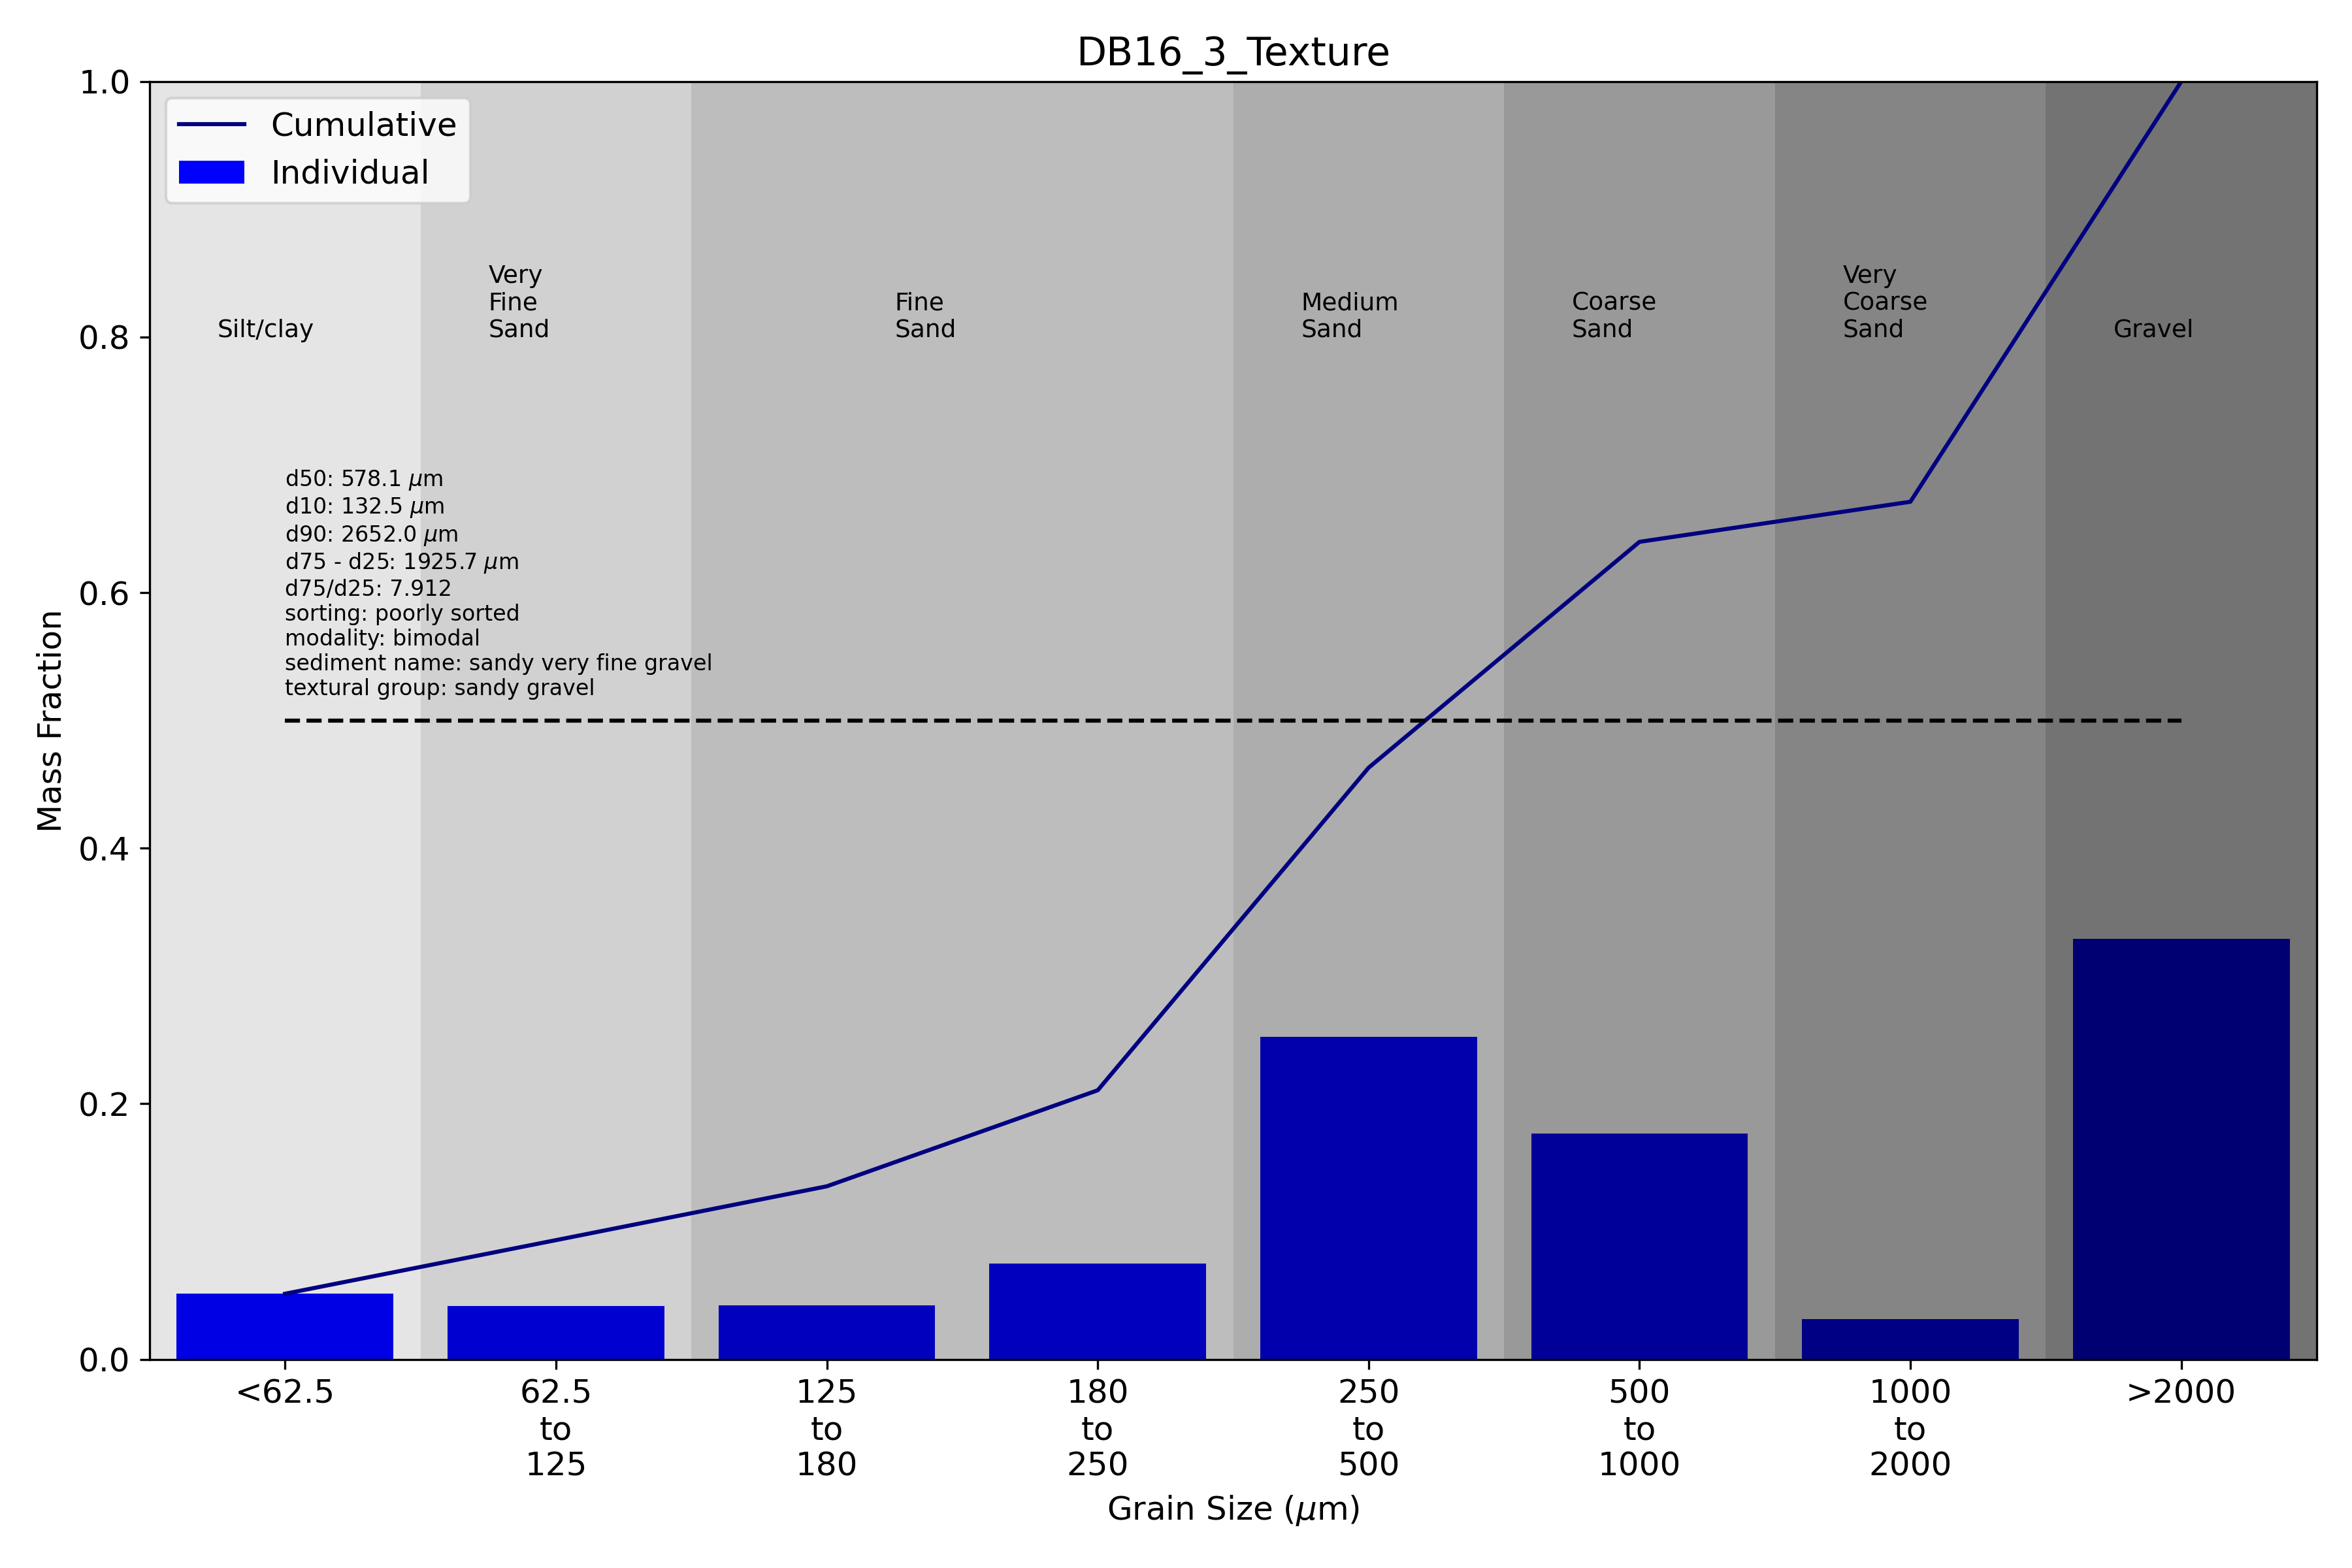 DB16_3_Texture
1.0
0.8
0.6
0.4
0.2
0.0
Mass Fraction
Cumulative
Individual
Silt/clay
Very
Fine
Sand
Fine
Sand
Medium
Sand
Coarse
Sand
Very
Coarse
Sand
Gravel
d50: 578.1 μm
d10: 132.5 μm
d90: 2652.0 μm
d75 - d25: 1925.7 μm
d75/d25: 7.912
sorting: poorly sorted
modality: bimodal
sediment name: sandy very fine gravel
textural group: sandy gravel
<62.5
62.5
to
125
125
to
180
180
to
250
250
to
500
500
to
1000
1000
to
2000
>2000
Grain Size (μm)